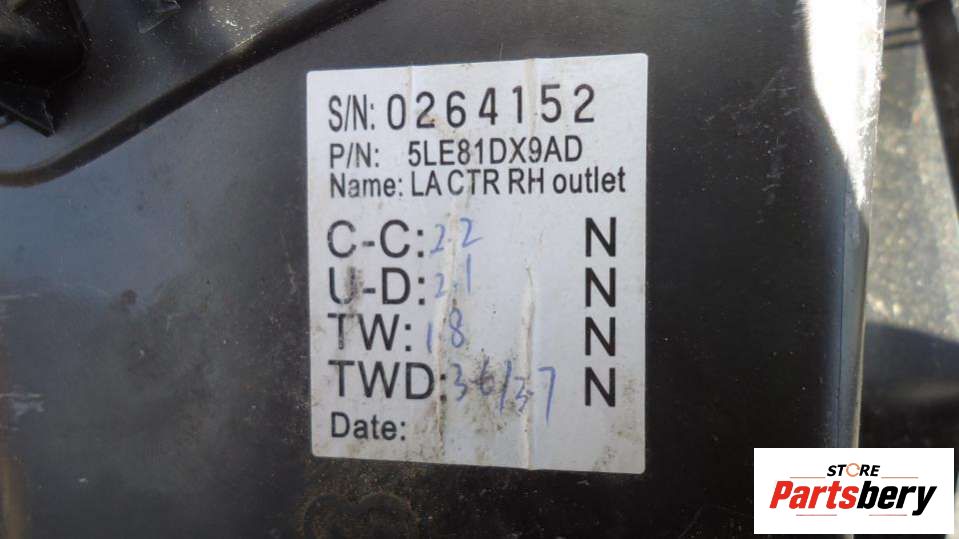 S/N: 0264152
P/N: 5LE81DX9AD
Name: LA CTR RH outlet
C-C: 2.2 N
U-D: 2.1 N
TW: 18 N
TWD: 36/37 N
Date:
STORE
Partsbery